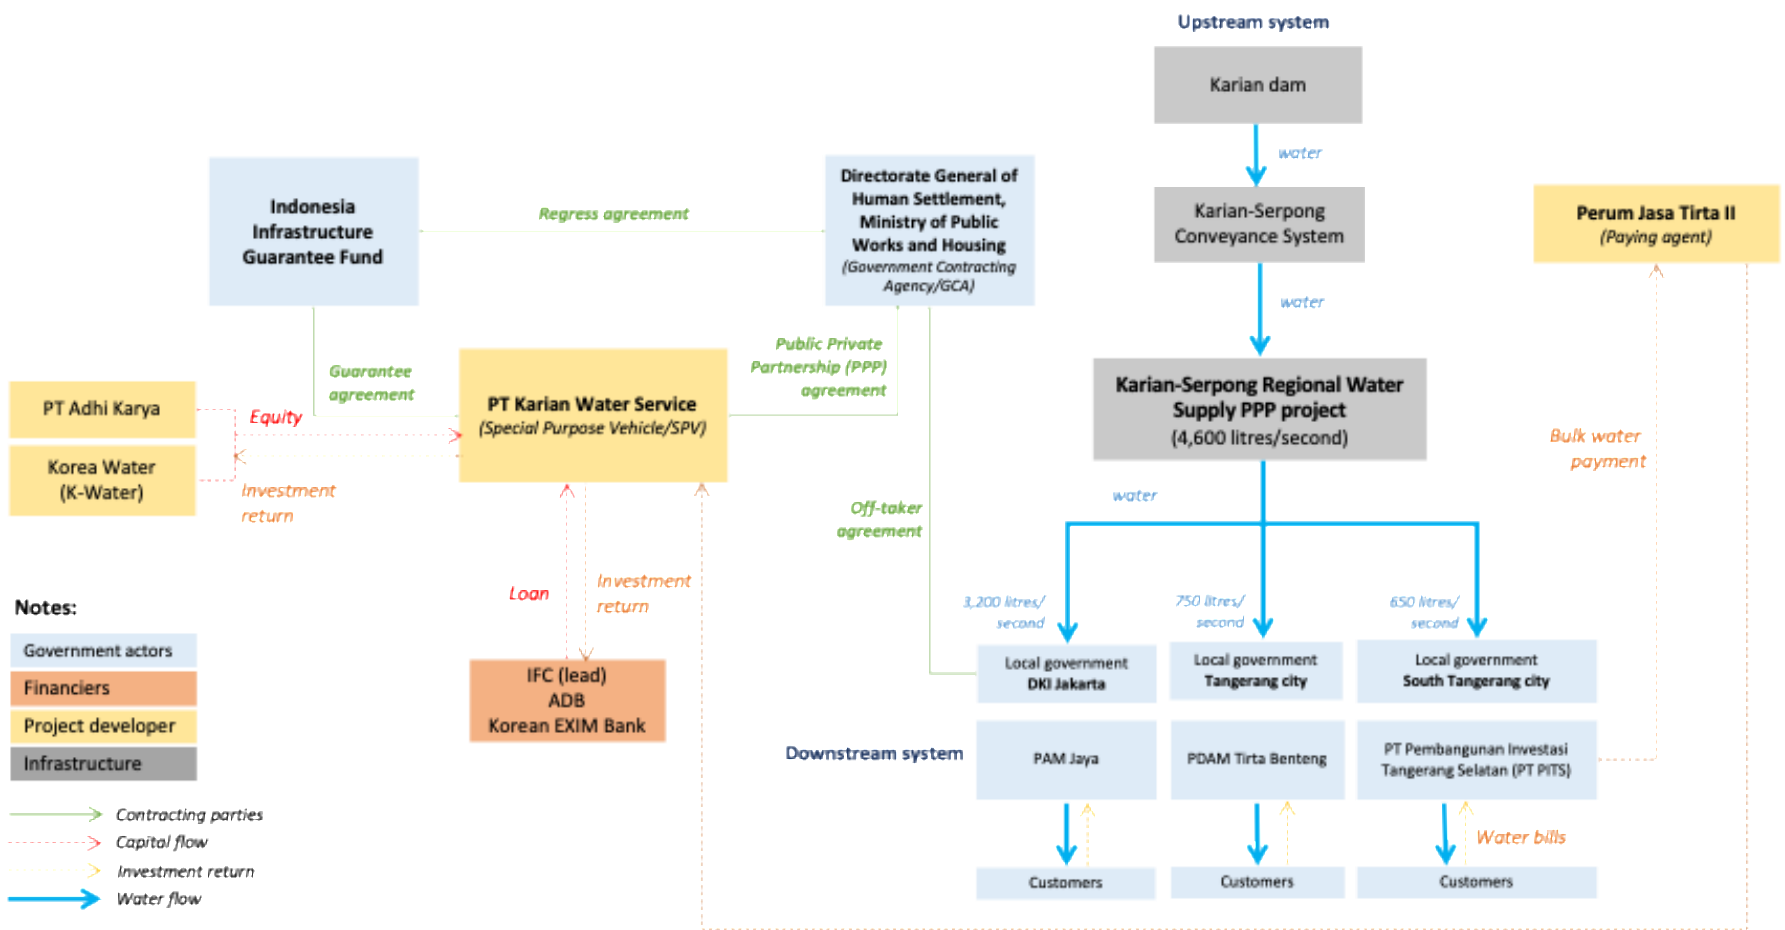 Upstream system
Karian dam
water
Karian-Serpong
Conveyance System
water
Indonesia
Infrastructure
Guarantee Fund
Regress agreement
Directorate General of
Human Settlement,
Ministry of Public
Works and Housing
(Government Contracting
Agency/GCA)
Perum Jasa Tirta II
(Paying agent)
Guarantee
agreement
Public Private
Partnership (PPP)
agreement
PT Karian Water Service
(Special Purpose Vehicle/SPV)
Karian-Serpong Regional Water
Supply PPP project
(4,600 litres/second)
PT Adhi Karya
Korea Water
(K-Water)
Equity
Investment
return
Bulk water
payment
water
Off-taker
agreement
Loan
Investment
return
3,200 litres/
second
750 litres/
second
650 litres/
second
IFC (lead)
ADB
Korean EXIM Bank
Local government
DKI Jakarta
Local government
Tangerang city
Local government
South Tangerang city
Downstream system
PAM Jaya
PDAM Tirta Benteng
PT Pembangunan Investasi
Tangerang Selatan (PT PITS)
Water bills
Customers
Customers
Customers
Notes:
Government actors
Financiers
Project developer
Infrastructure
Contracting parties
Capital flow
Investment return
Water flow